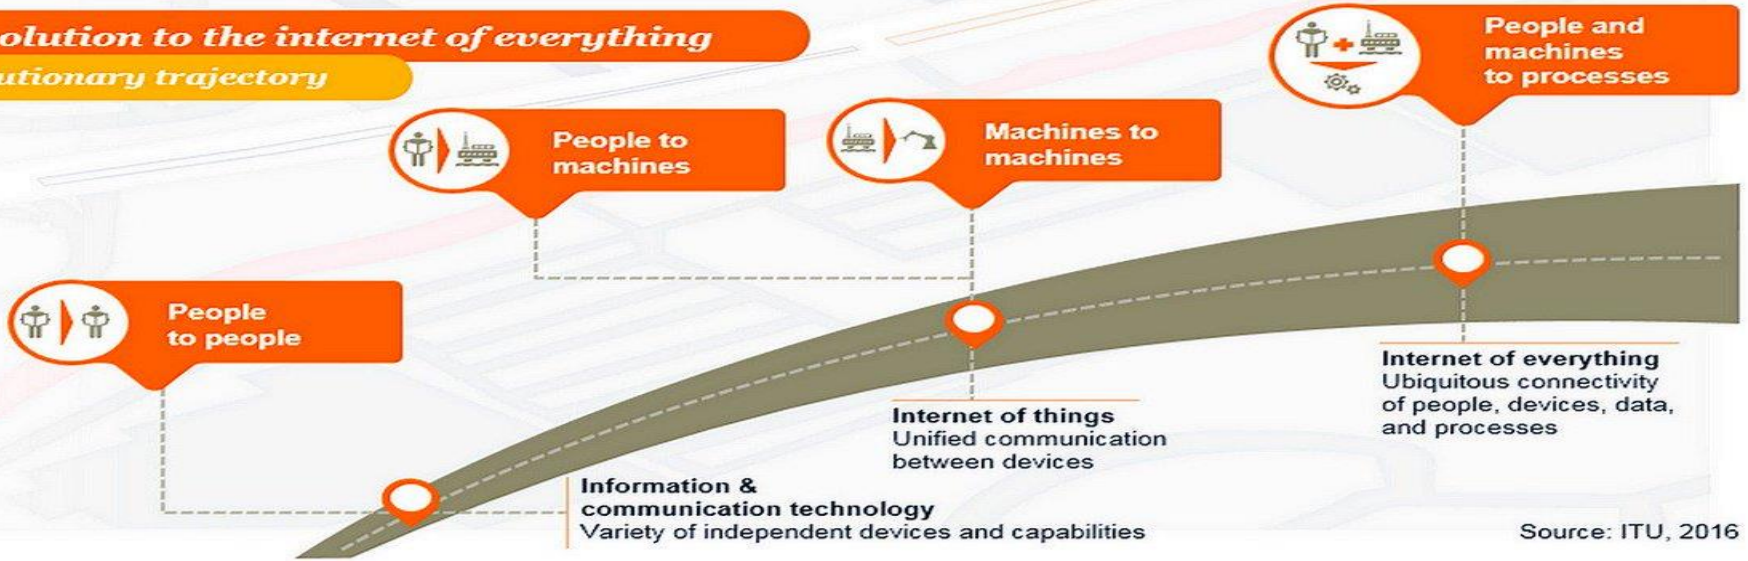 olution to the internet of everything
utionary trajectory
People and
machines
to processes
People to
machines
Machines to
machines
People
to people
Internet of everything
Ubiquitous connectivity
of people, devices, data,
and processes
Internet of things
Unified communication
between devices
Information &
communication technology
Variety of independent devices and capabilities
Source: ITU, 2016